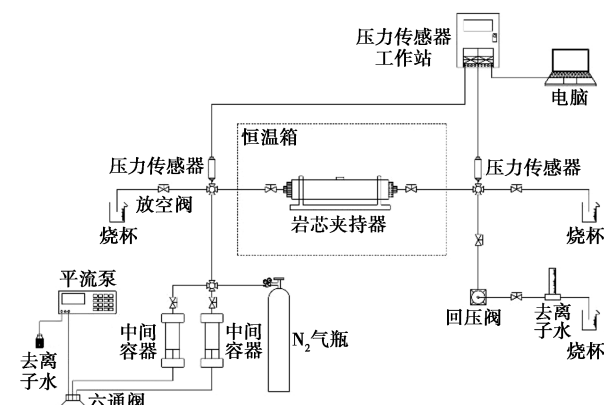 压力传感器
工作站
电脑
恒温箱
压力传感器
压力传感器
放空阀
岩芯夹持器
烧杯
烧杯
平流泵
中间
容器
中间
容器
N₂气瓶
回压阀
去离
子水
烧杯
去离
子水
六通阀